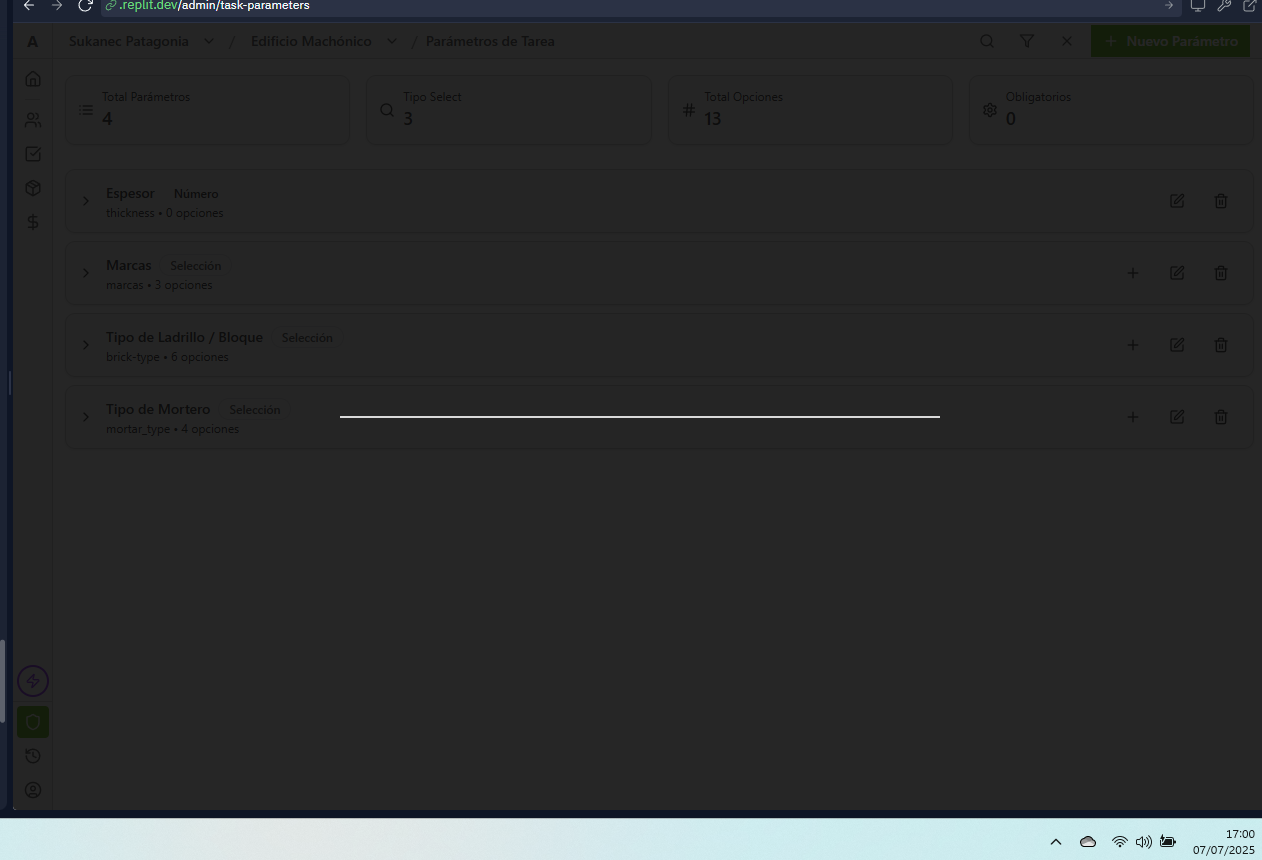 .replit.dev/admin/task-parameters
A Sukanec Patagonia / Edificio Machónico / Parámetros de Tarea + Nuevo Parámetro
Total Parámetros
4
Tipo Select
3
Total Opciones
13
Obligatorios
0
Espesor Número
thickness • 0 opciones
Marcas Selección
marcas • 3 opciones
Tipo de Ladrillo / Bloque Selección
brick-type • 6 opciones
Tipo de Mortero Selección
mortar_type • 4 opciones
17:00
07/07/2025